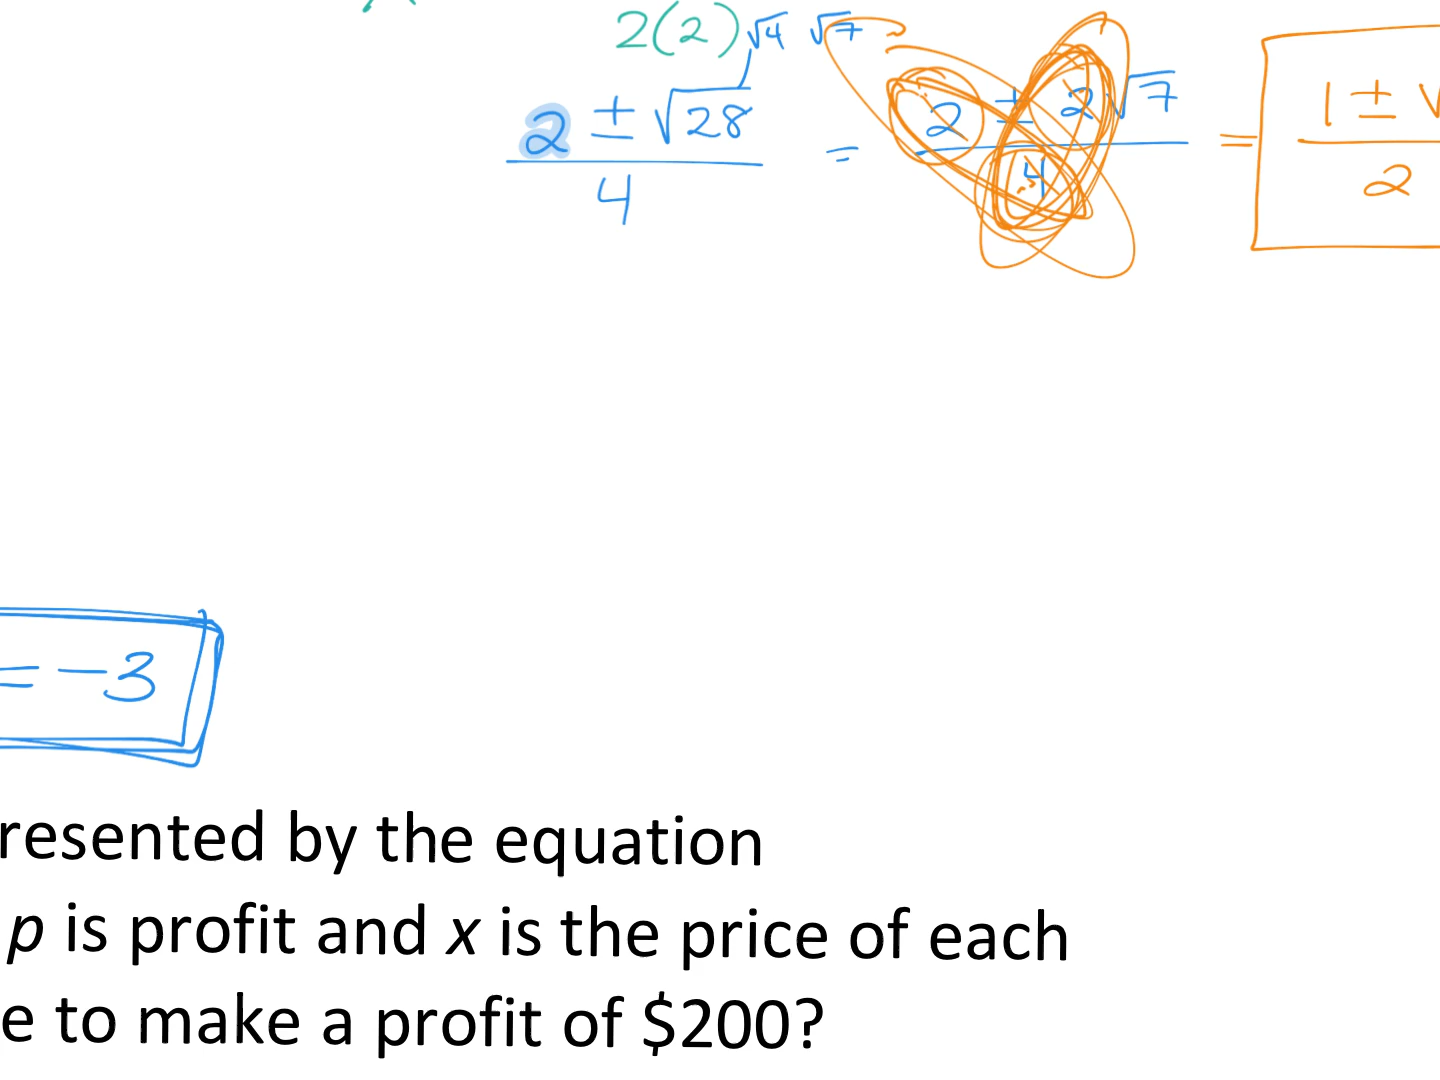 2(2) √4 √7
2 ± √28 / 4 = 2 ± 2√7 / 4 = 1 ± √ / 2
= -3
resented by the equation
p is profit and x is the price of each
e to make a profit of $200?